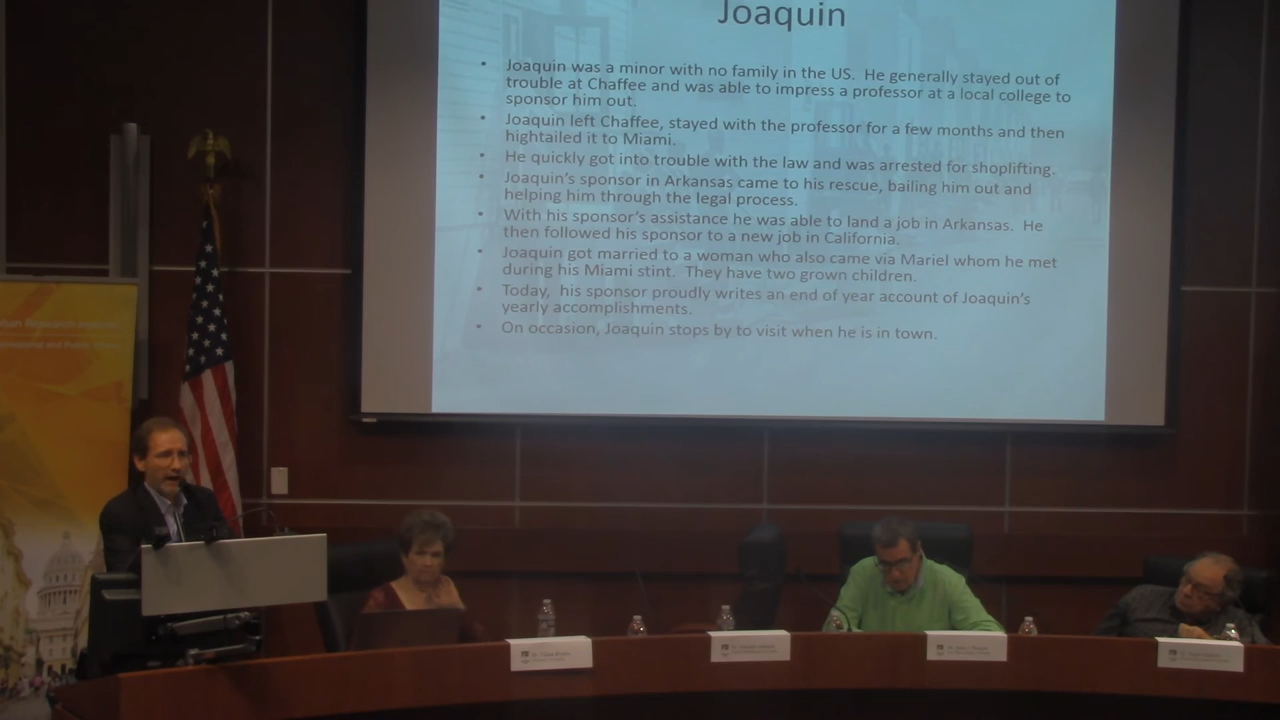 Joaquin
• Joaquin was a minor with no family in the US. He generally stayed out of
trouble at Chaffee and was able to impress a professor at a local college to
sponsor him out.
• Joaquin left Chaffee, stayed with the professor for a few months and then
hightailed it to Miami.
• He quickly got into trouble with the law and was arrested for shoplifting.
• Joaquin's sponsor in Arkansas came to his rescue, bailing him out and
helping him through the legal process.
• With his sponsor's assistance he was able to land a job in Arkansas. He
then followed his sponsor to a new job in California.
• Joaquin got married to a woman who also came via Mariel whom he met
during his Miami stint. They have two grown children.
• Today, his sponsor proudly writes an end of year account of Joaquin's
yearly accomplishments.
• On occasion, Joaquin stops by to visit when he is in town.
Research
and Public